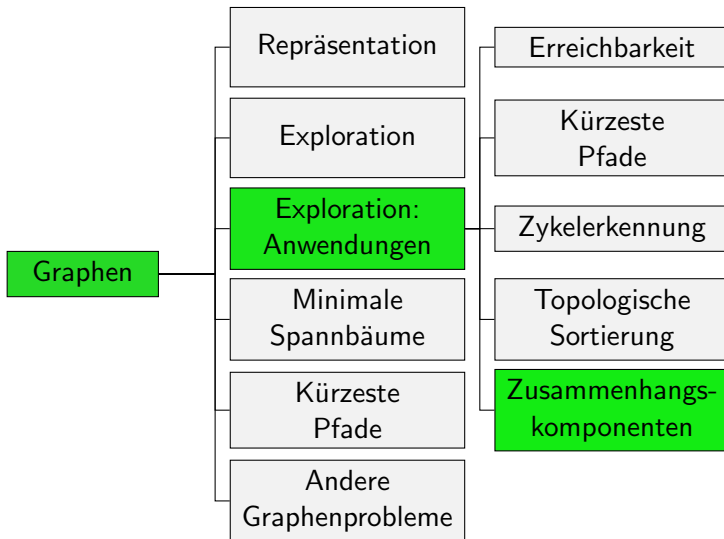 Graphen
Repräsentation
Exploration
Exploration:
Anwendungen
Minimale
Spannbäume
Kürzeste
Pfade
Andere
Graphenprobleme
Erreichbarkeit
Kürzeste
Pfade
Zykelerkennung
Topologische
Sortierung
Zusammenhangs-
komponenten